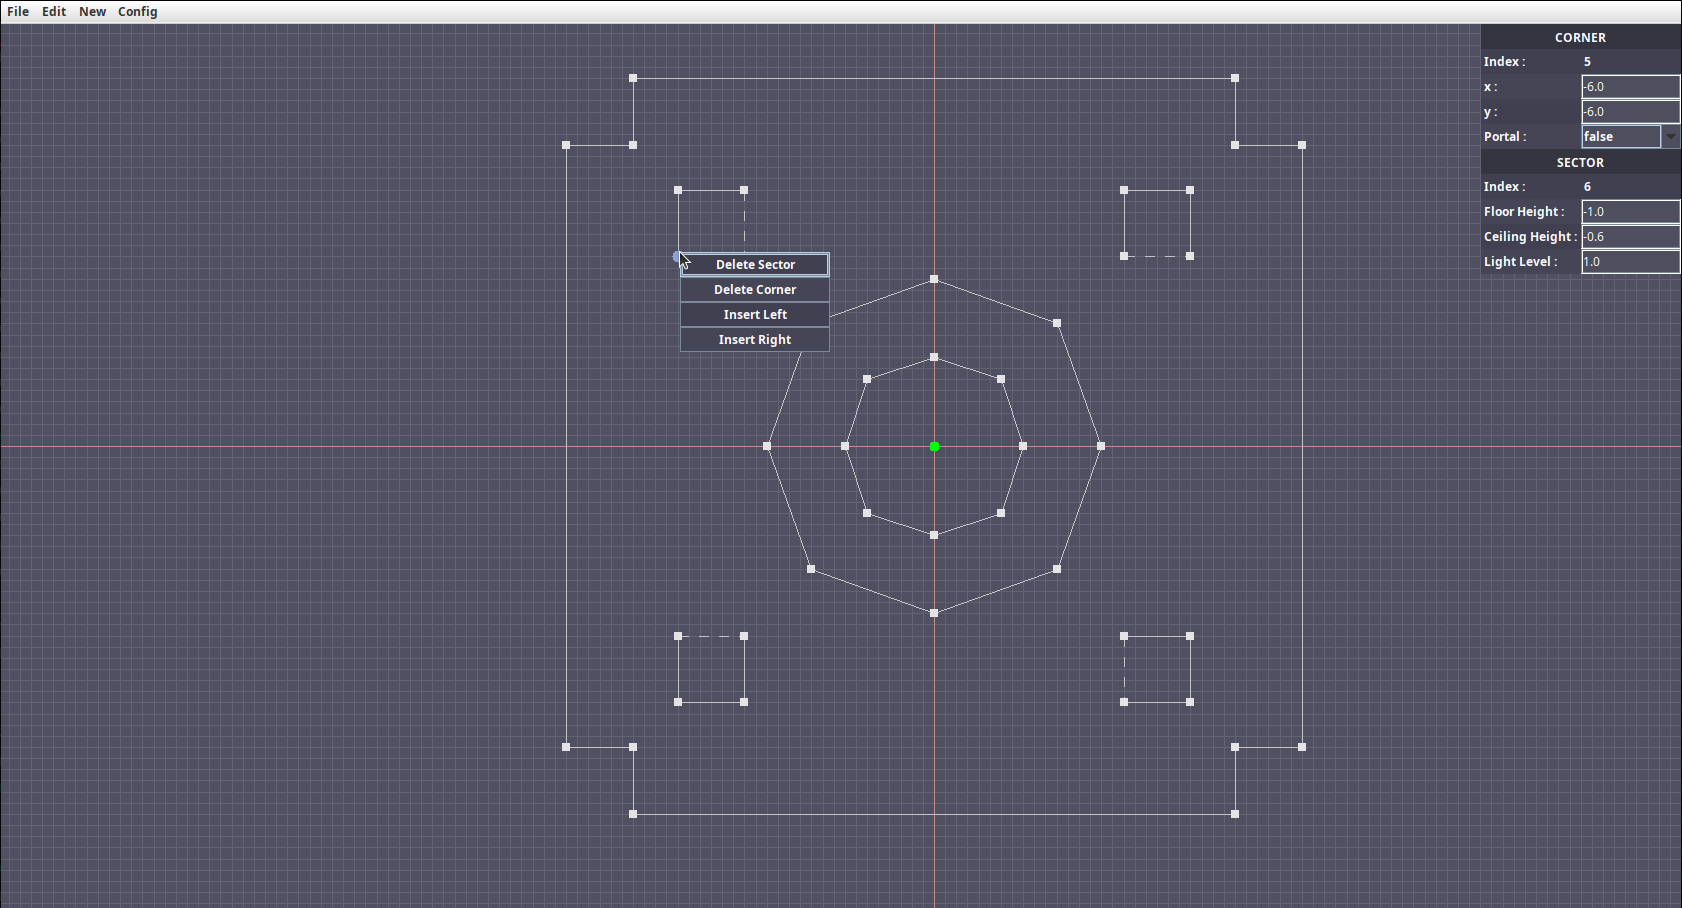 File Edit New Config
CORNER
Index : 5
x : -6.0
y : -6.0
Portal : false
SECTOR
Index : 6
Floor Height : -1.0
Ceiling Height : -0.6
Light Level : 1.0
Delete Sector
Delete Corner
Insert Left
Insert Right